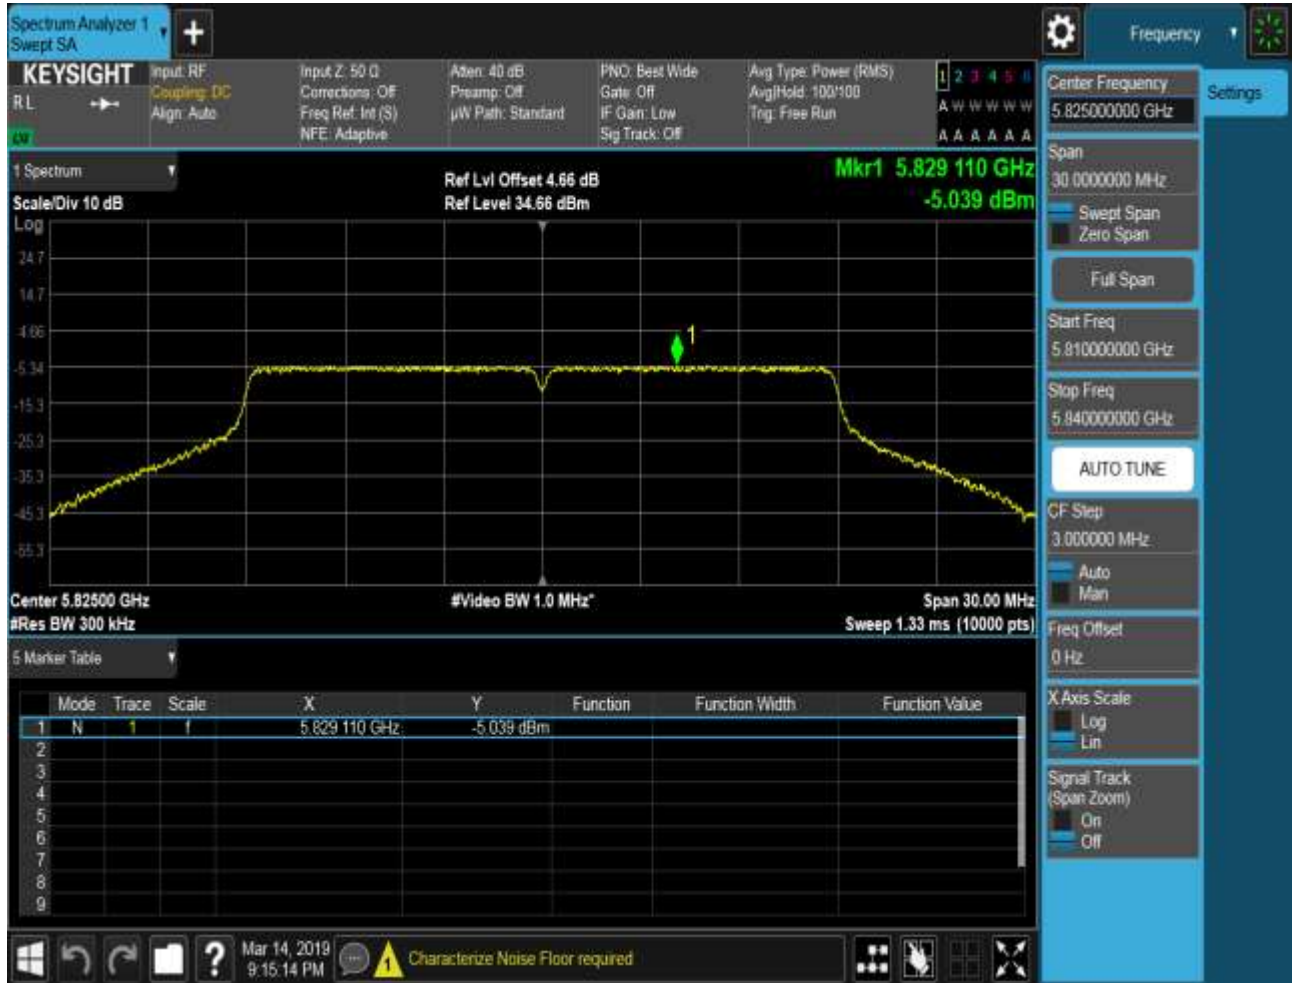 Spectrum Analyzer 1
Swept SA
+
Frequency
KEYSIGHT
RL
Input: RF
Coupling: DC
Align: Auto
Input Z: 50 Ω
Corrections: Off
Freq Ref: Int (S)
NFE: Adaptive
Atten: 40 dB
Preamp: Off
µW Path: Standard
PNO: Best Wide
Gate: Off
IF Gain: Low
Sig Track: Off
Avg Type: Power (RMS)
Avg|Hold: 100/100
Trig: Free Run
1 2 3 4 5 6
A W W W W W
A A A A A A
1 Spectrum
Scale/Div 10 dB
Ref Lvl Offset 4.66 dB
Ref Level 34.66 dBm
Mkr1 5.829 110 GHz
-5.039 dBm
Log
24.7
14.7
4.66
-5.34
-15.3
-25.3
-35.3
-45.3
-55.3
1
Center 5.82500 GHz
#Res BW 300 kHz
#Video BW 1.0 MHz*
Span 30.00 MHz
Sweep 1.33 ms (10000 pts)
5 Marker Table
Mode Trace Scale X Y Function Function Width Function Value
1 N 1 f 5.829 110 GHz -5.039 dBm
2
3
4
5
6
7
8
9
Mar 14, 2019
9:15:14 PM
?
1
Characterize Noise Floor required
Center Frequency
5.825000000 GHz
Settings
Span
30.0000000 MHz
Swept Span
Zero Span
Full Span
Start Freq
5.810000000 GHz
Stop Freq
5.840000000 GHz
AUTO TUNE
CF Step
3.000000 MHz
Auto
Man
Freq Offset
0 Hz
X Axis Scale
Log
Lin
Signal Track
(Span Zoom)
On
Off